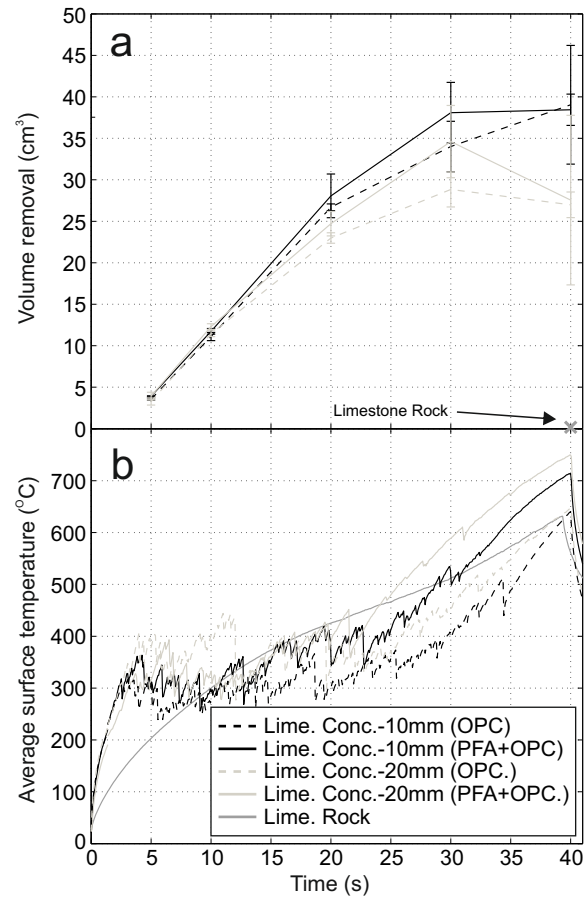 a
Volume removal (cm³)
50
45
40
35
30
25
20
15
10
5
0
Limestone Rock
b
Average surface temperature (°C)
700
600
500
400
300
200
100
0
Lime. Conc.-10mm (OPC)
Lime. Conc.-10mm (PFA+OPC)
Lime. Conc.-20mm (OPC.)
Lime. Conc.-20mm (PFA+OPC.)
Lime. Rock
0 5 10 15 20 25 30 35 40
Time (s)